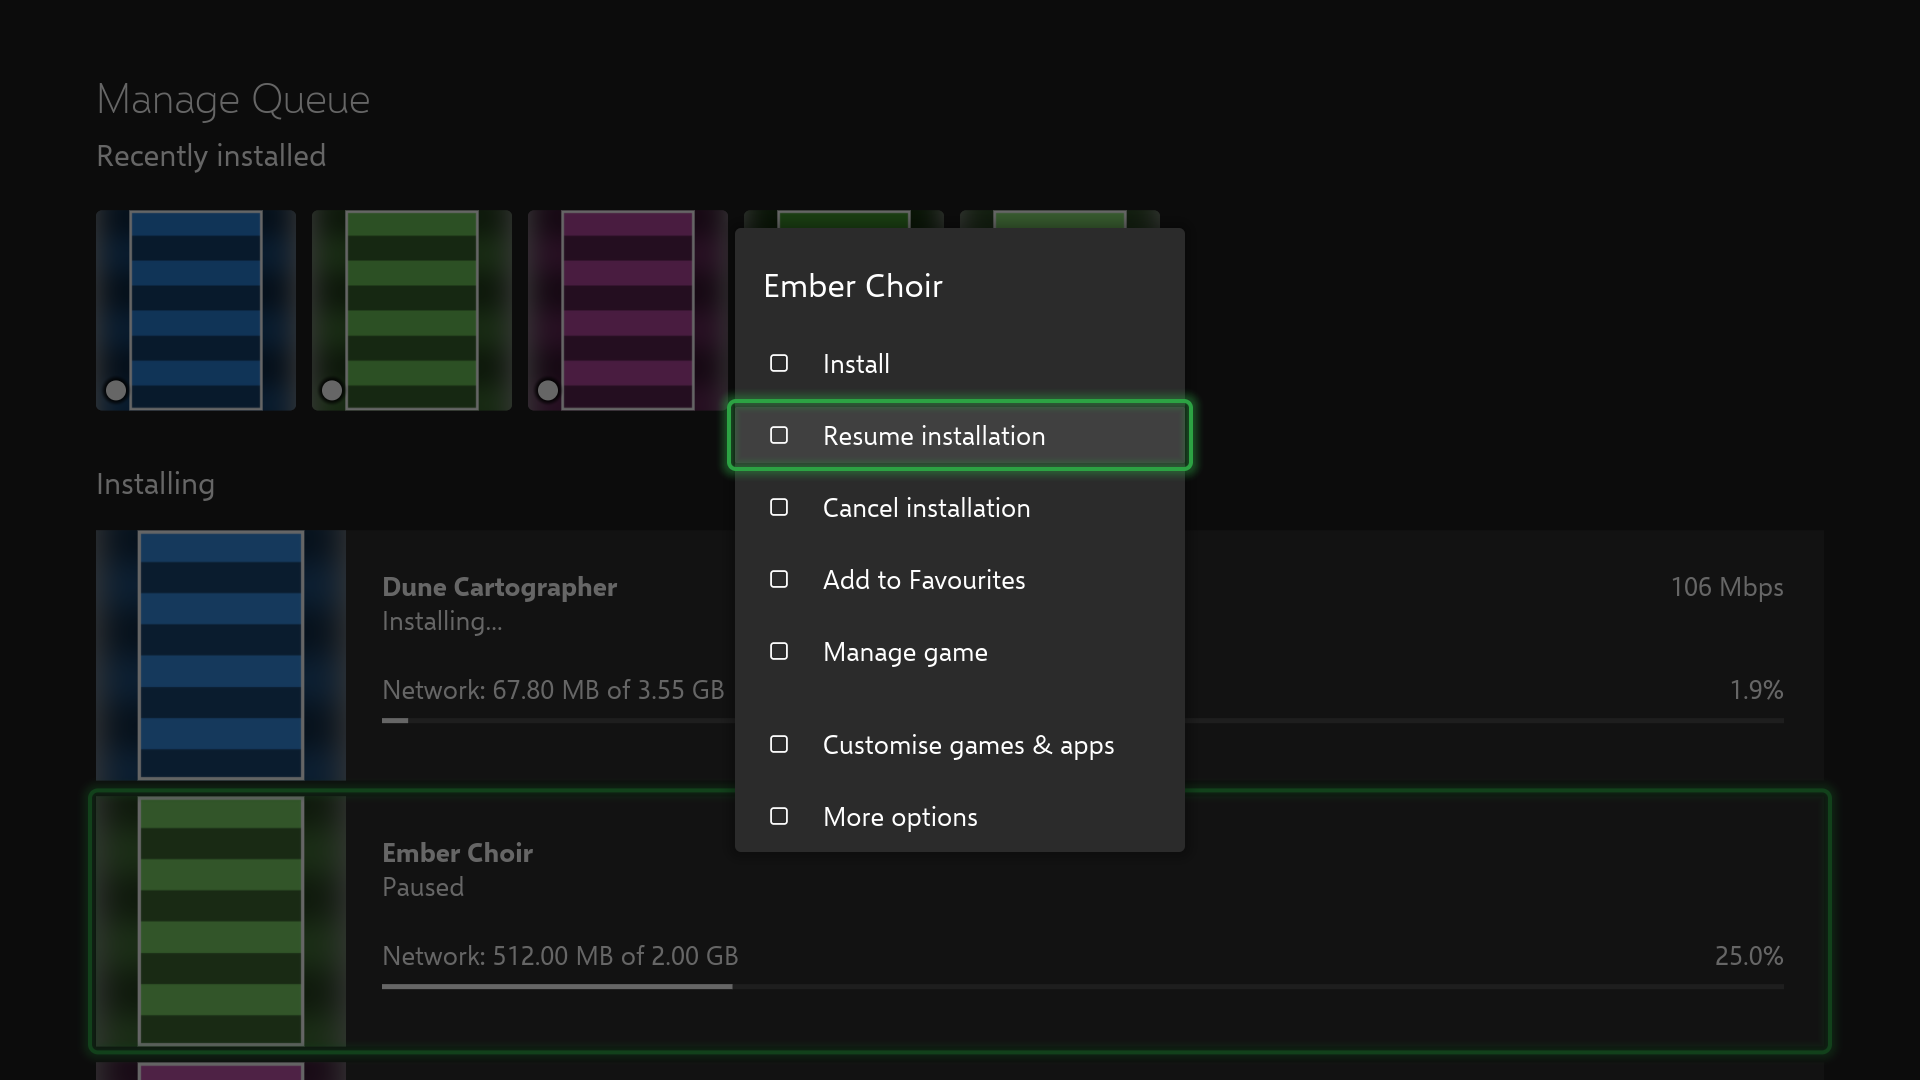 Manage Queue
Recently installed
Installing
Dune Cartographer
Installing...
106 Mbps
Network: 67.80 MB of 3.55 GB
1.9%
Ember Choir
Paused
Network: 512.00 MB of 2.00 GB
25.0%
Ember Choir
Install
Resume installation
Cancel installation
Add to Favourites
Manage game
Customise games & apps
More options